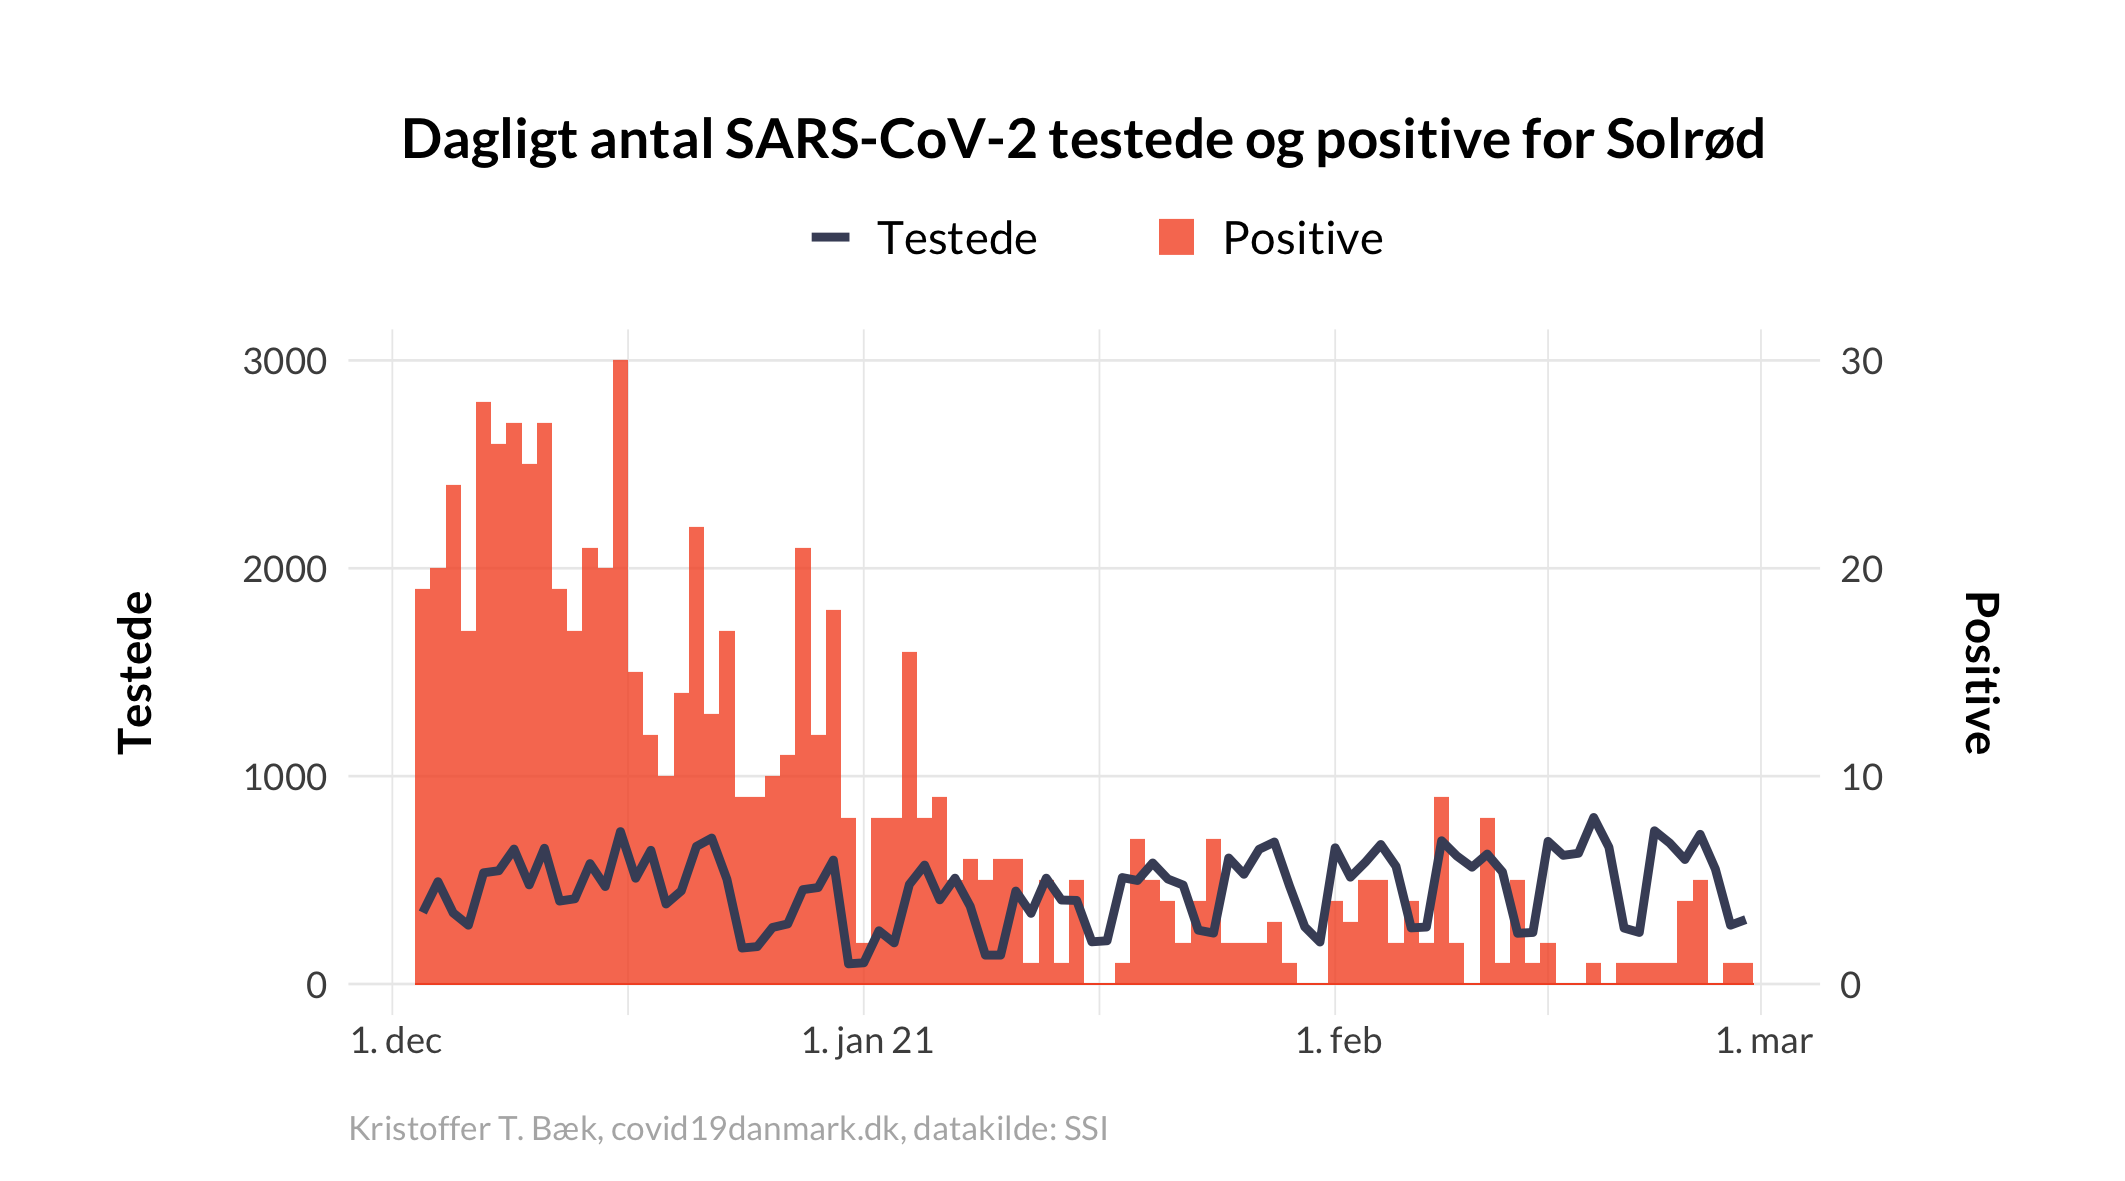 Dagligt antal SARS-CoV-2 testede og positive for Solrød
Testede
Positive
3000
2000
1000
0
30
20
10
0
Testede
Positive
1. dec
1. jan 21
1. feb
1. mar
Kristoffer T. Bæk, covid19danmark.dk, datakilde: SSI